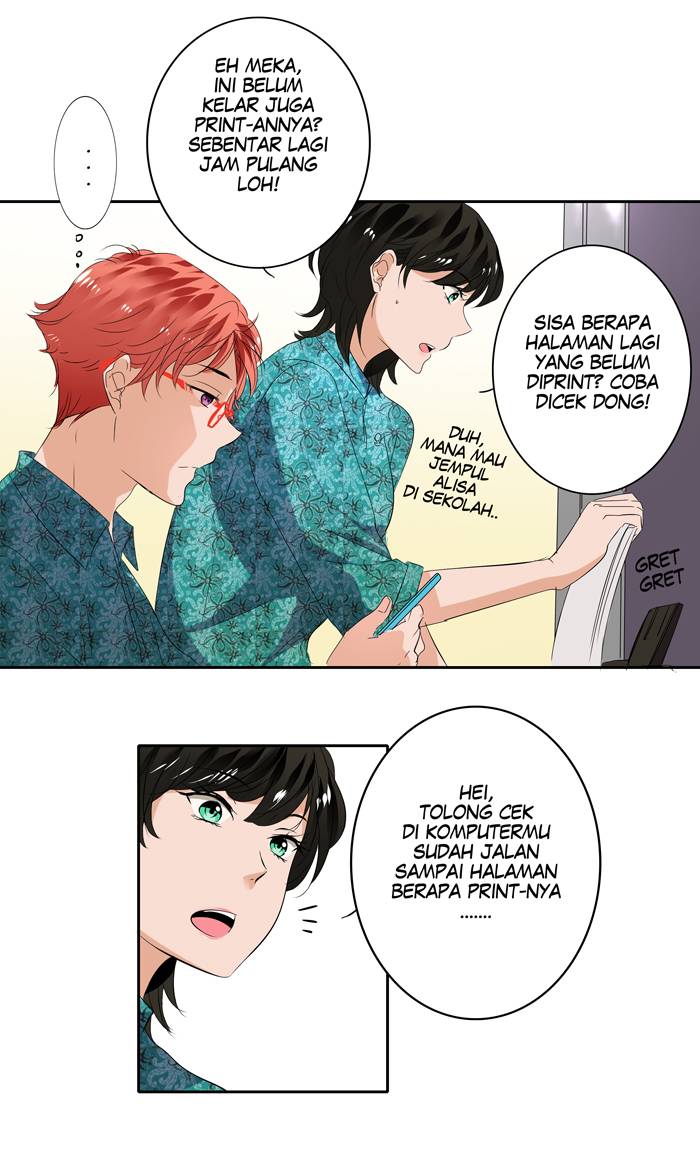 EH MEKA,
INI BELUM
KELAR JUGA
PRINT-ANNYA?
SEBENTAR LAGI
JAM PULANG
LOH!
...
SISA BERAPA
HALAMAN LAGI
YANG BELUM
DIPRINT? COBA
DICEK DONG!
DUH,
MANA MAU
JEMPUL
ALISA
DI SEKOLAH..
GRET
GRET
HEI,
TOLONG CEK
DI KOMPUTERMU
SUDAH JALAN
SAMPAI HALAMAN
BERAPA PRINT-NYA
.......